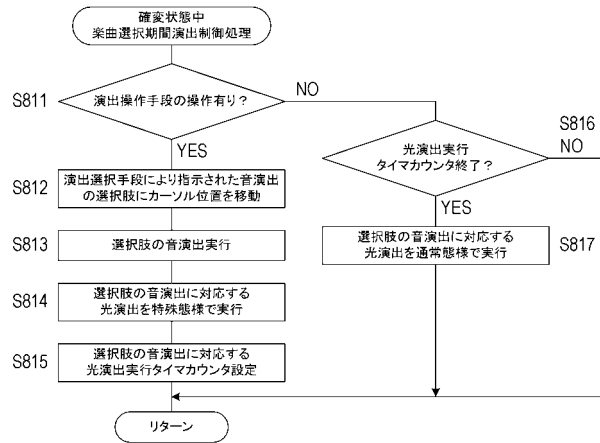 確変状態中
楽曲選択期間演出制御処理
S811
演出操作手段の操作有り?
NO
YES
S812
演出選択手段により指示された音演出
の選択肢にカーソル位置を移動
S813
選択肢の音演出実行
S814
選択肢の音演出に対応する
光演出を特殊態様で実行
S815
選択肢の音演出に対応する
光演出実行タイマカウンタ設定
S816
光演出実行
タイマカウンタ終了?
NO
YES
選択肢の音演出に対応する
光演出を通常態様で実行
S817
リターン